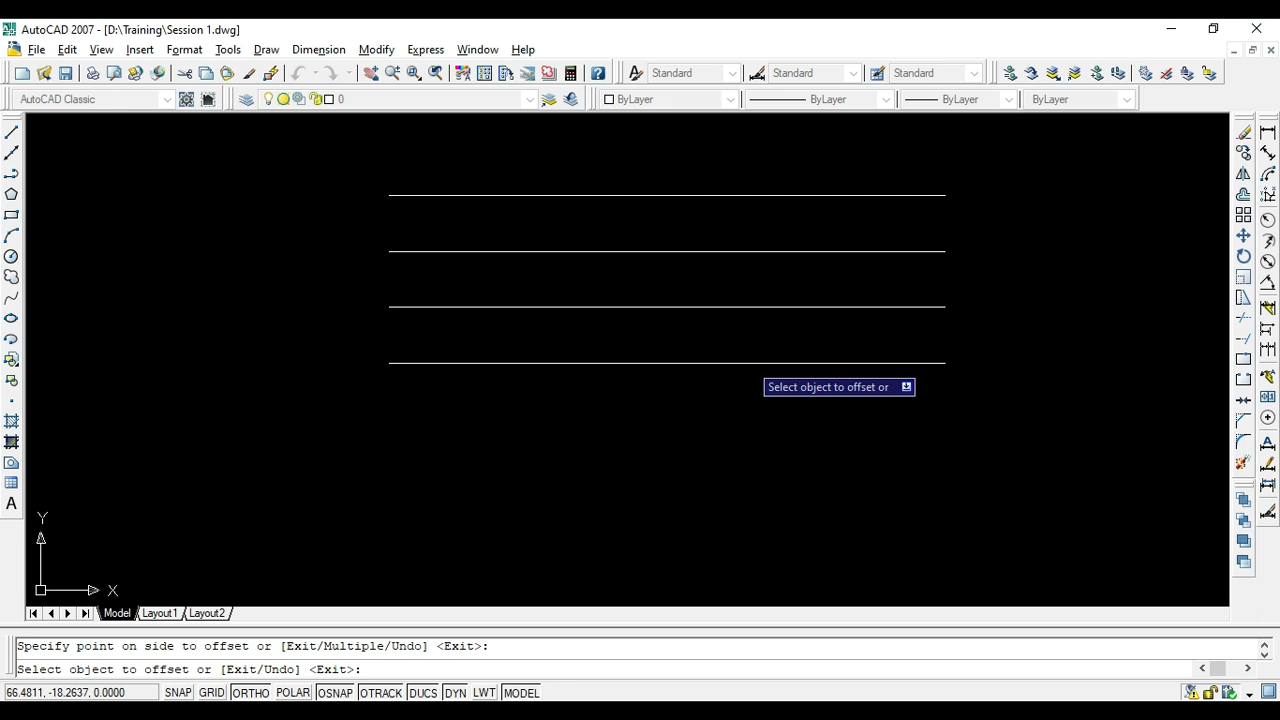 AutoCAD 2007 - [D:\Training\Session 1.dwg]
File Edit View Insert Format Tools Draw Dimension Modify Express Window Help
Standard Standard Standard
AutoCAD Classic 0 ByLayer ByLayer ByLayer ByLayer
Select object to offset or
A
Y
X
Model Layout1 Layout2
Specify point on side to offset or [Exit/Multiple/Undo] <Exit>:
Select object to offset or [Exit/Undo] <Exit>:
66.4811, -18.2637, 0.0000 SNAP GRID ORTHO POLAR OSNAP OTRACK DUCS DYN LWT MODEL